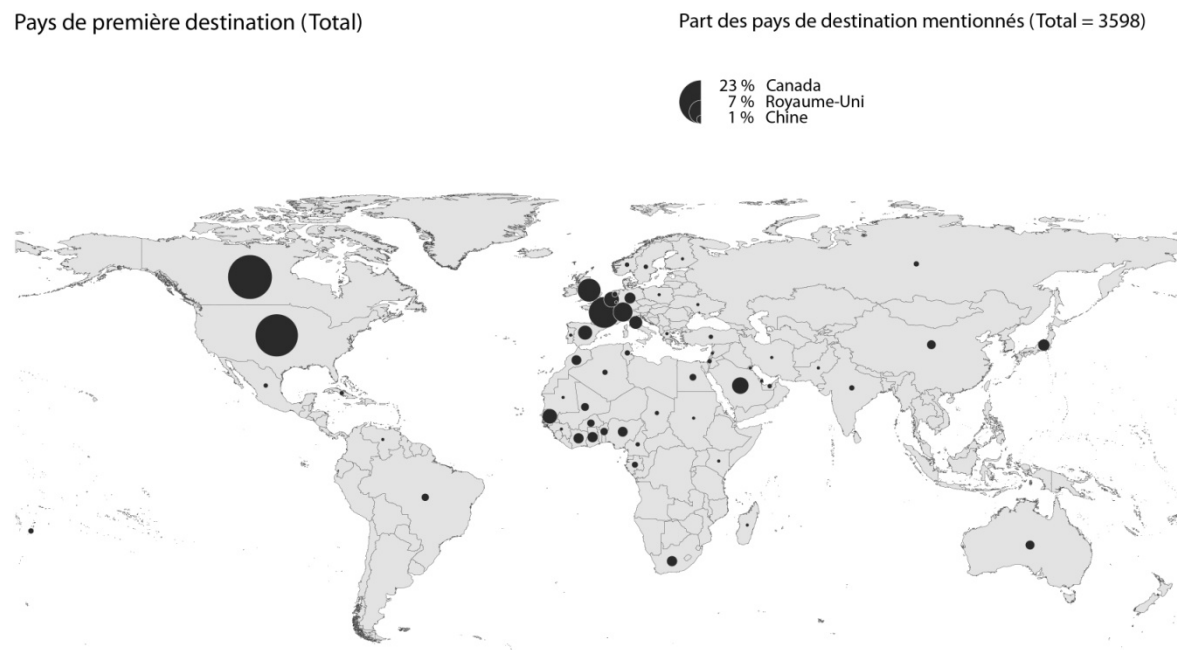 Pays de première destination (Total)
Part des pays de destination mentionnés (Total = 3598)
23 % Canada
7 % Royaume-Uni
1 % Chine